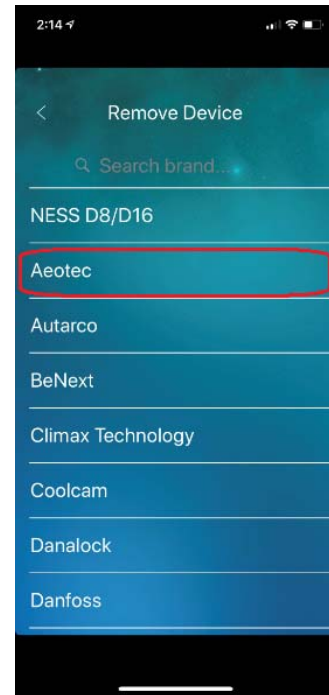 2:14
Remove Device
Search brand...
NESS D8/D16
Aeotec
Autarco
BeNext
Climax Technology
Coolcam
Danalock
Danfoss